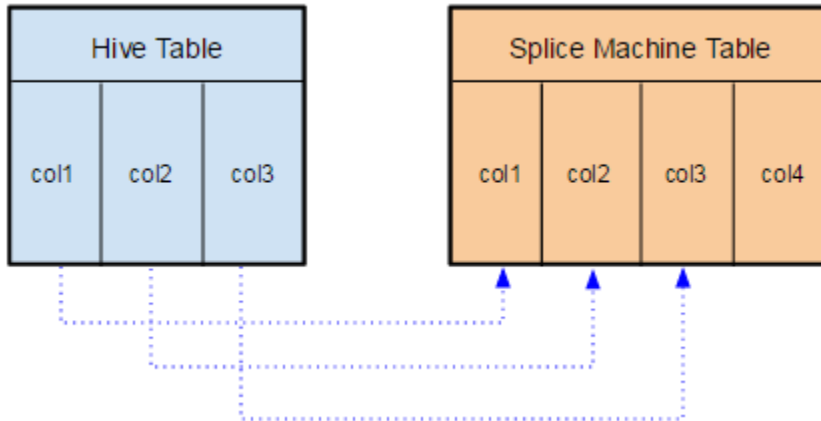 Hive Table
col1 col2 col3
Splice Machine Table
col1 col2 col3 col4